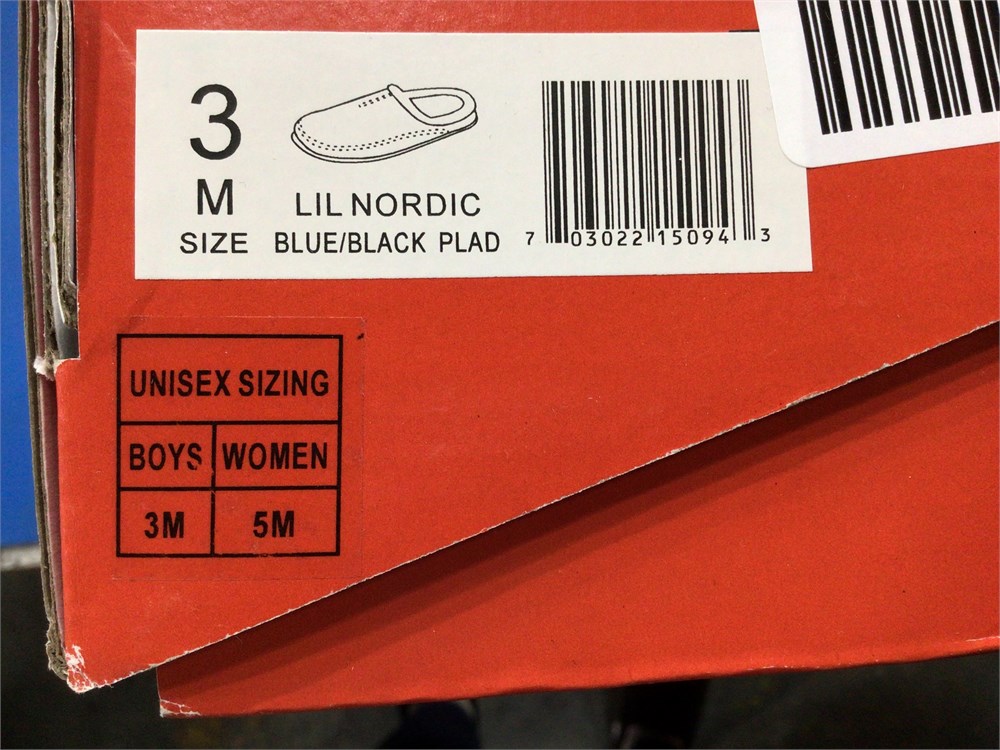 3
M
SIZE
LIL NORDIC
BLUE/BLACK PLAD
7 03022 15094 3
UNISEX SIZING
BOYS WOMEN
3M 5M